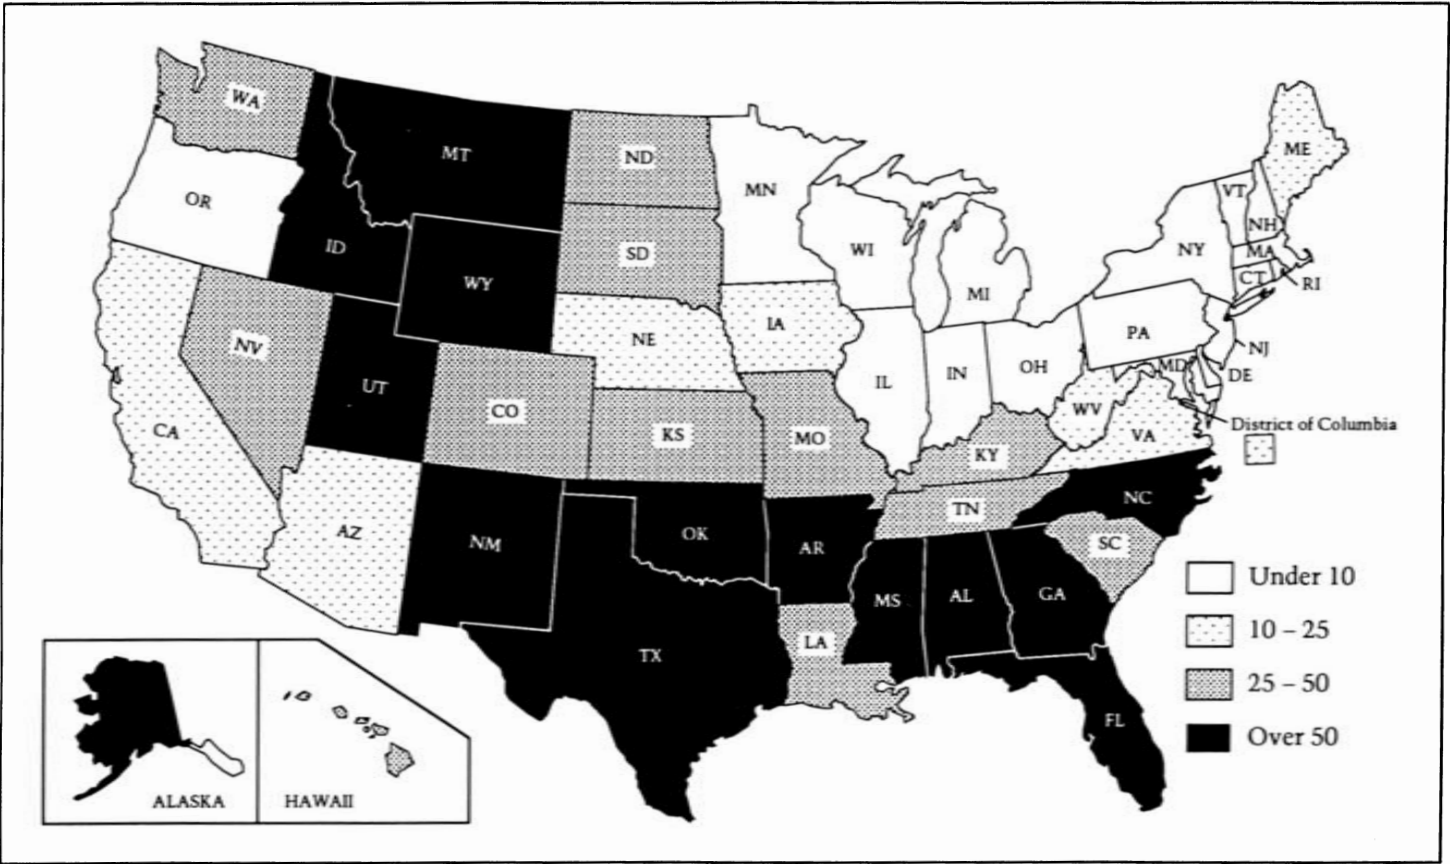 WA
MT
ND
MN
ME
OR
ID
WY
SD
WI
MI
NY
VT
NH
MA
CT
RI
NV
UT
CO
NE
IA
IL
IN
OH
PA
NJ
MD
DE
CA
KS
MO
KY
WV
VA
District of Columbia
AZ
NM
OK
AR
TN
NC
SC
MS
AL
GA
TX
LA
FL
Under 10
10 – 25
25 – 50
Over 50
ALASKA
HAWAII